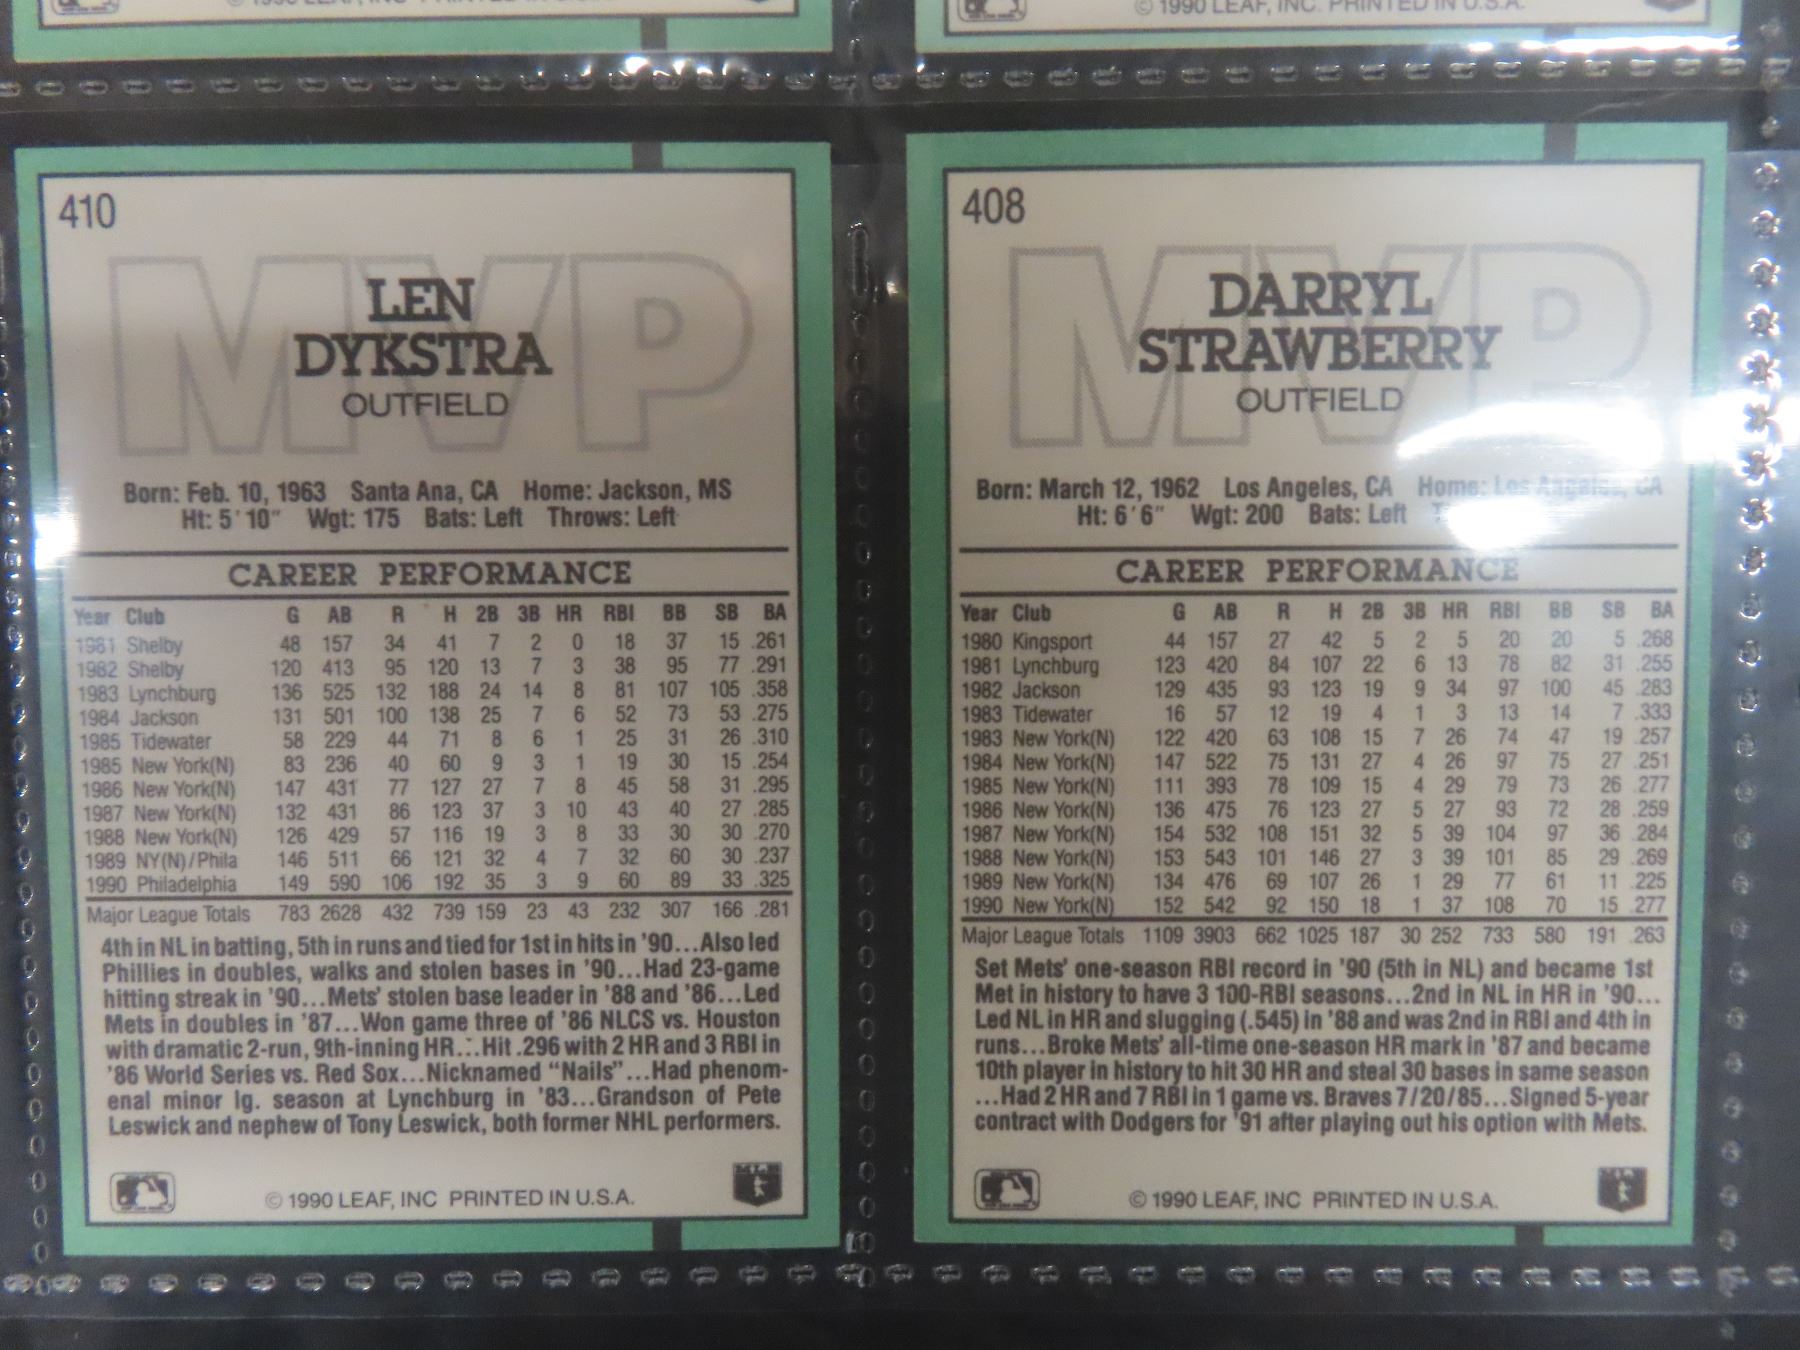 © 1990 LEAF, INC. PRINTED IN U.S.A.
410
MVP
LEN
DYKSTRA
OUTFIELD
Born: Feb. 10, 1963 Santa Ana, CA Home: Jackson, MS
Ht: 5'10" Wgt: 175 Bats: Left Throws: Left
CAREER PERFORMANCE
Year Club G AB R H 2B 3B HR RBI BB SB BA
1981 Shelby 48 157 34 41 7 2 0 18 37 15 .261
1982 Shelby 120 413 95 120 13 7 3 38 95 77 .291
1983 Lynchburg 136 525 132 188 24 14 8 81 107 105 .358
1984 Jackson 131 501 100 138 25 7 6 52 73 53 .275
1985 Tidewater 58 229 44 71 8 6 1 25 31 26 .310
1985 New York(N) 83 236 40 60 9 3 1 19 30 15 .254
1986 New York(N) 147 431 77 127 27 7 8 45 58 31 .295
1987 New York(N) 132 431 86 123 37 3 10 43 40 27 .285
1988 New York(N) 126 429 57 116 19 3 8 33 30 30 .270
1989 NY(N)/Phila 146 511 66 121 32 4 7 32 60 30 .237
1990 Philadelphia 149 590 106 192 35 3 9 60 89 33 .325
Major League Totals 783 2628 432 739 159 23 43 232 307 166 .281
4th in NL in batting, 5th in runs and tied for 1st in hits in '90...Also led
Phillies in doubles, walks and stolen bases in '90...Had 23-game
hitting streak in '90...Mets' stolen base leader in '88 and '86...Led
Mets in doubles in '87...Won game three of '86 NLCS vs. Houston
with dramatic 2-run, 9th-inning HR...Hit .296 with 2 HR and 3 RBI in
'86 World Series vs. Red Sox...Nicknamed "Nails"...Had phenom-
enal minor lg. season at Lynchburg in '83...Grandson of Pete
Leswick and nephew of Tony Leswick, both former NHL performers.
© 1990 LEAF, INC PRINTED IN U.S.A.
MLB
408
MVP
DARRYL
STRAWBERRY
OUTFIELD
Born: March 12, 1962 Los Angeles, CA Home: Los Angeles, CA
Ht: 6'6" Wgt: 200 Bats: Left
CAREER PERFORMANCE
Year Club G AB R H 2B 3B HR RBI BB SB BA
1980 Kingsport 44 157 27 42 5 2 5 20 20 5 .268
1981 Lynchburg 123 420 84 107 22 6 13 78 82 31 .255
1982 Jackson 129 435 93 123 19 9 34 97 100 45 .283
1983 Tidewater 16 57 12 19 4 1 3 13 14 7 .333
1983 New York(N) 122 420 63 108 15 7 26 74 47 19 .257
1984 New York(N) 147 522 75 131 27 4 26 97 75 27 .251
1985 New York(N) 111 393 78 109 15 4 29 79 73 26 .277
1986 New York(N) 136 475 76 123 27 5 27 93 72 28 .259
1987 New York(N) 154 532 108 151 32 5 39 104 97 36 .284
1988 New York(N) 153 543 101 146 27 3 39 101 85 29 .269
1989 New York(N) 134 476 69 107 26 1 29 77 61 11 .225
1990 New York(N) 152 542 92 150 18 1 37 108 70 15 .277
Major League Totals 1109 3903 662 1025 187 30 252 733 580 191 .263
Set Mets' one-season RBI record in '90 (5th in NL) and became 1st
Met in history to have 3 100-RBI seasons...2nd in NL in HR in '90...
Led NL in HR and slugging (.545) in '88 and was 2nd in RBI and 4th in
runs...Broke Mets' all-time one-season HR mark in '87 and became
10th player in history to hit 30 HR and steal 30 bases in same season
...Had 2 HR and 7 RBI in 1 game vs. Braves 7/20/85...Signed 5-year
contract with Dodgers for '91 after playing out his option with Mets.
© 1990 LEAF, INC PRINTED IN U.S.A.